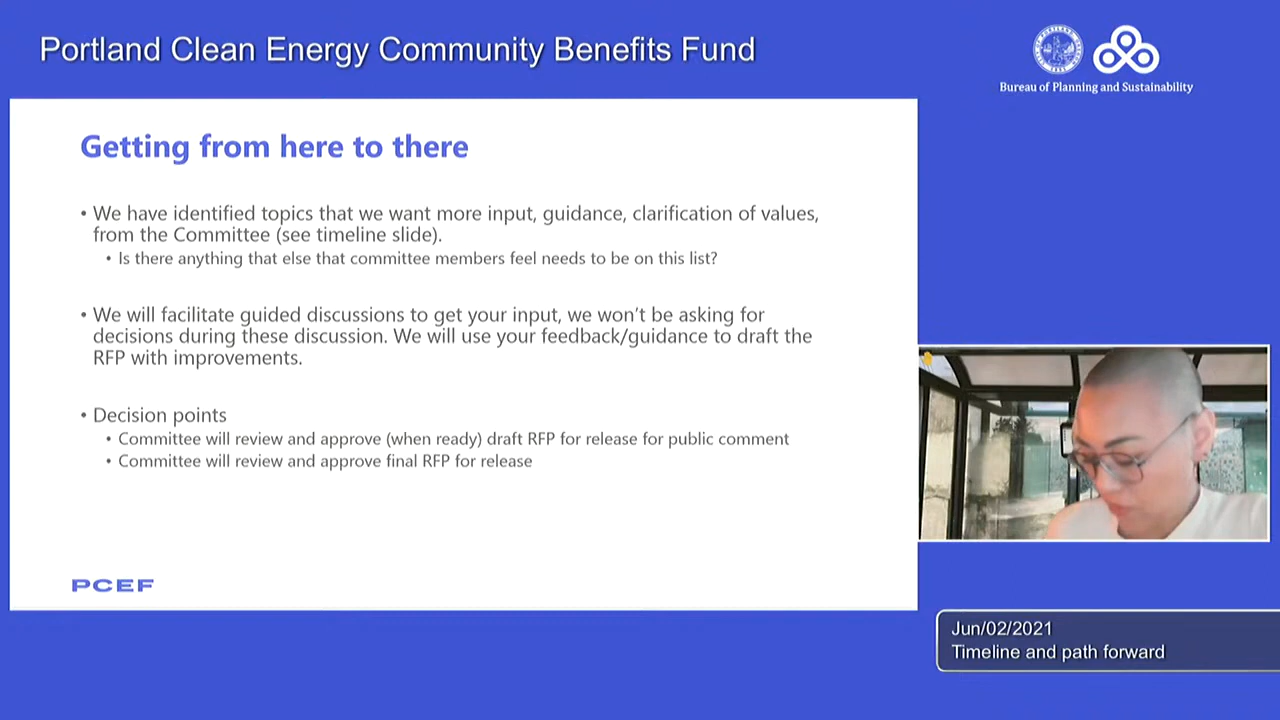 Portland Clean Energy Community Benefits Fund
Bureau of Planning and Sustainability
Getting from here to there
• We have identified topics that we want more input, guidance, clarification of values,
from the Committee (see timeline slide).
• Is there anything that else that committee members feel needs to be on this list?
• We will facilitate guided discussions to get your input, we won't be asking for
decisions during these discussion. We will use your feedback/guidance to draft the
RFP with improvements.
• Decision points
• Committee will review and approve (when ready) draft RFP for release for public comment
• Committee will review and approve final RFP for release
PCEF
Jun/02/2021
Timeline and path forward